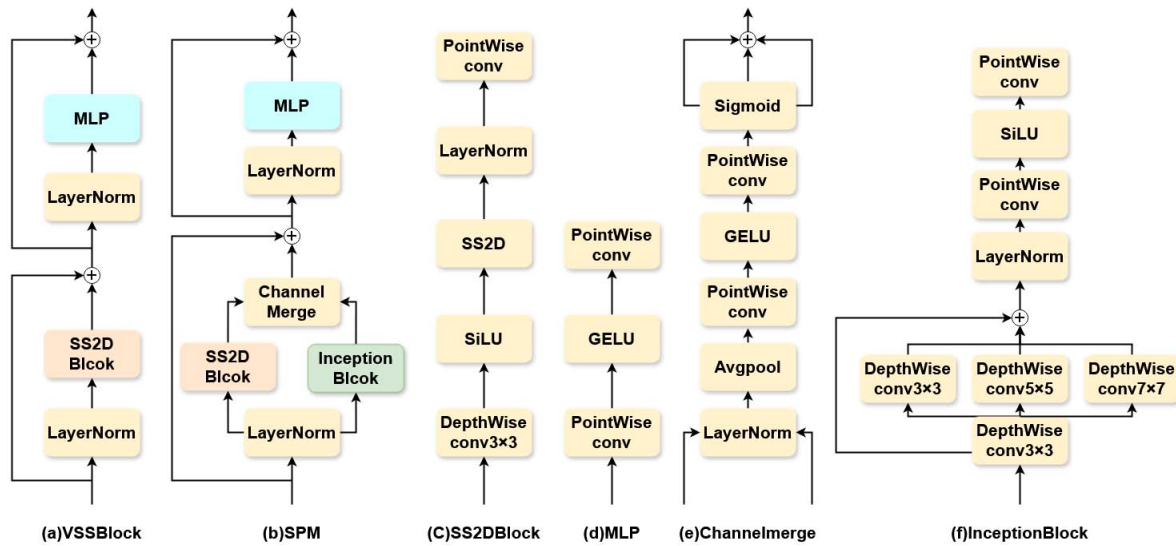 MLP
LayerNorm
SS2D
Blcok
LayerNorm
(a)VSSBlock
MLP
LayerNorm
Channel
Merge
SS2D
Blcok
Inception
Blcok
LayerNorm
(b)SPM
PointWise
conv
LayerNorm
SS2D
SiLU
DepthWise
conv3×3
(C)SS2DBlock
PointWise
conv
GELU
PointWise
conv
(d)MLP
Sigmoid
PointWise
conv
GELU
PointWise
conv
Avgpool
LayerNorm
(e)Channelmerge
PointWise
conv
SiLU
PointWise
conv
LayerNorm
DepthWise
conv3×3
DepthWise
conv5×5
DepthWise
conv7×7
DepthWise
conv3×3
(f)InceptionBlock